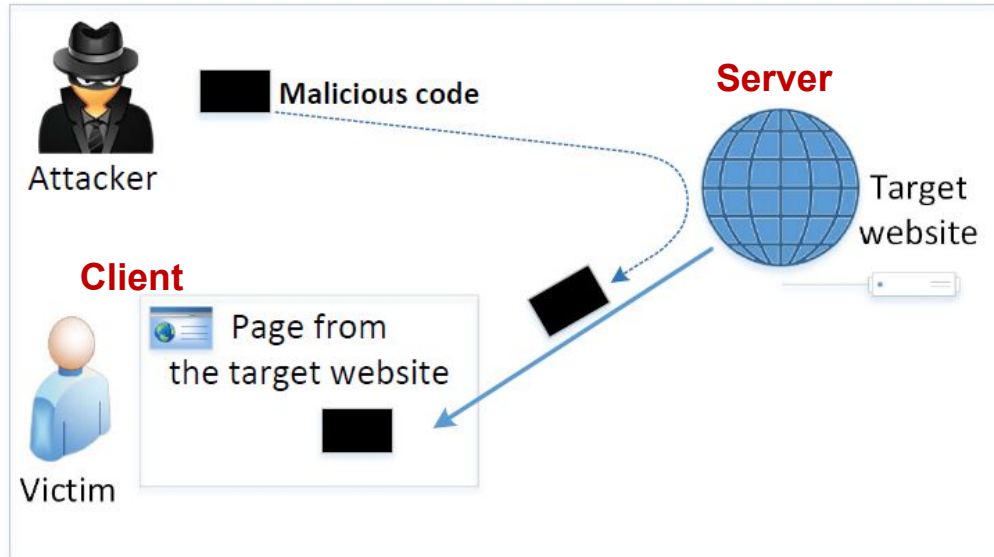 Malicious code
Server
Attacker
Target
website
Client
Page from
the target website
Victim